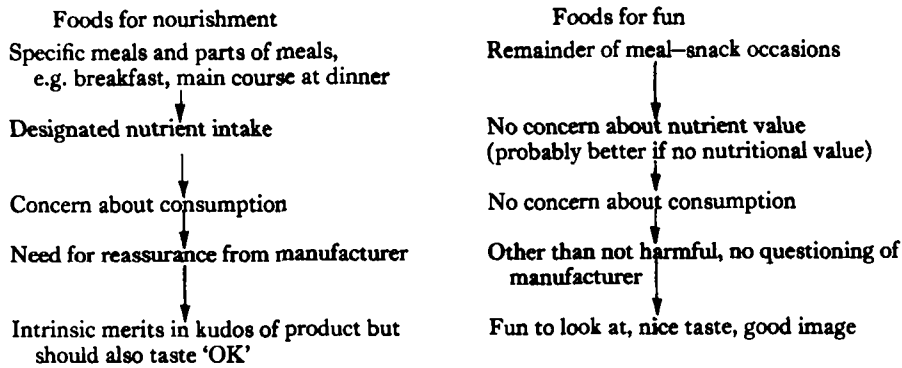 Foods for nourishment
Specific meals and parts of meals,
e.g. breakfast, main course at dinner
Designated nutrient intake
Concern about consumption
Need for reassurance from manufacturer
Intrinsic merits in kudos of product but
should also taste ‘OK’
Foods for fun
Remainder of meal–snack occasions
No concern about nutrient value
(probably better if no nutritional value)
No concern about consumption
Other than not harmful, no questioning of
manufacturer
Fun to look at, nice taste, good image